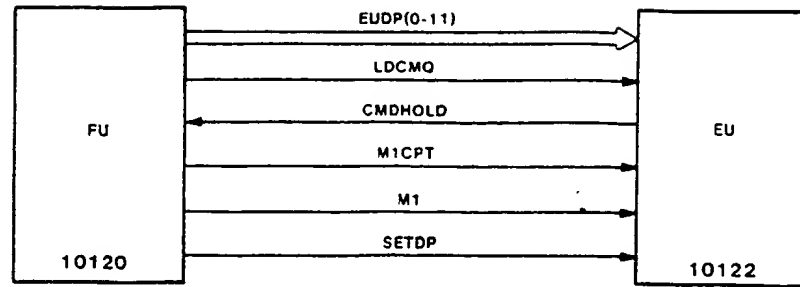 EUDP(0-11)
LDCMQ
CMDHOLD
FU
EU
M1CPT
M1
SETDP
10120
10122